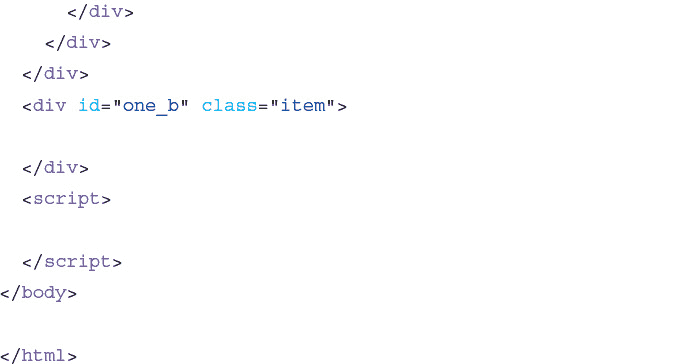 </div>
    </div>
  </div>
  <div id="one_b" class="item">

  </div>
  <script>

  </script>
</body>

</html>